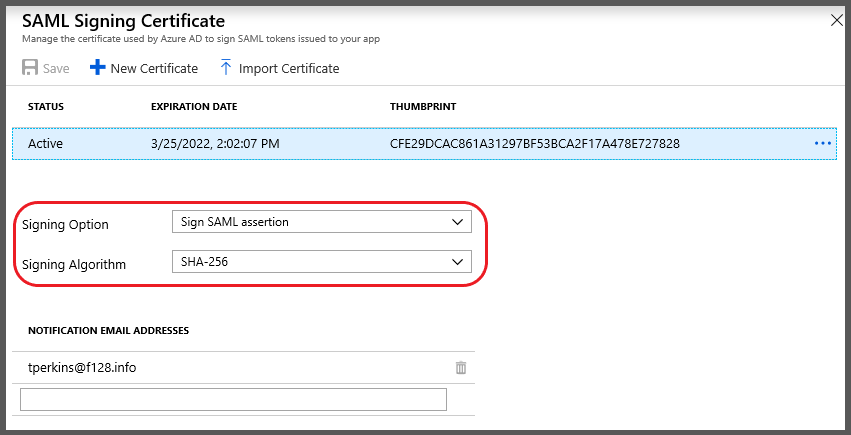 SAML Signing Certificate
Manage the certificate used by Azure AD to sign SAML tokens issued to your app
Save New Certificate Import Certificate
STATUS EXPIRATION DATE THUMBPRINT
Active 3/25/2022, 2:02:07 PM CFE29DCAC861A31297BF53BCA2F17A478E727828
Signing Option Sign SAML assertion
Signing Algorithm SHA-256
NOTIFICATION EMAIL ADDRESSES
tperkins@f128.info